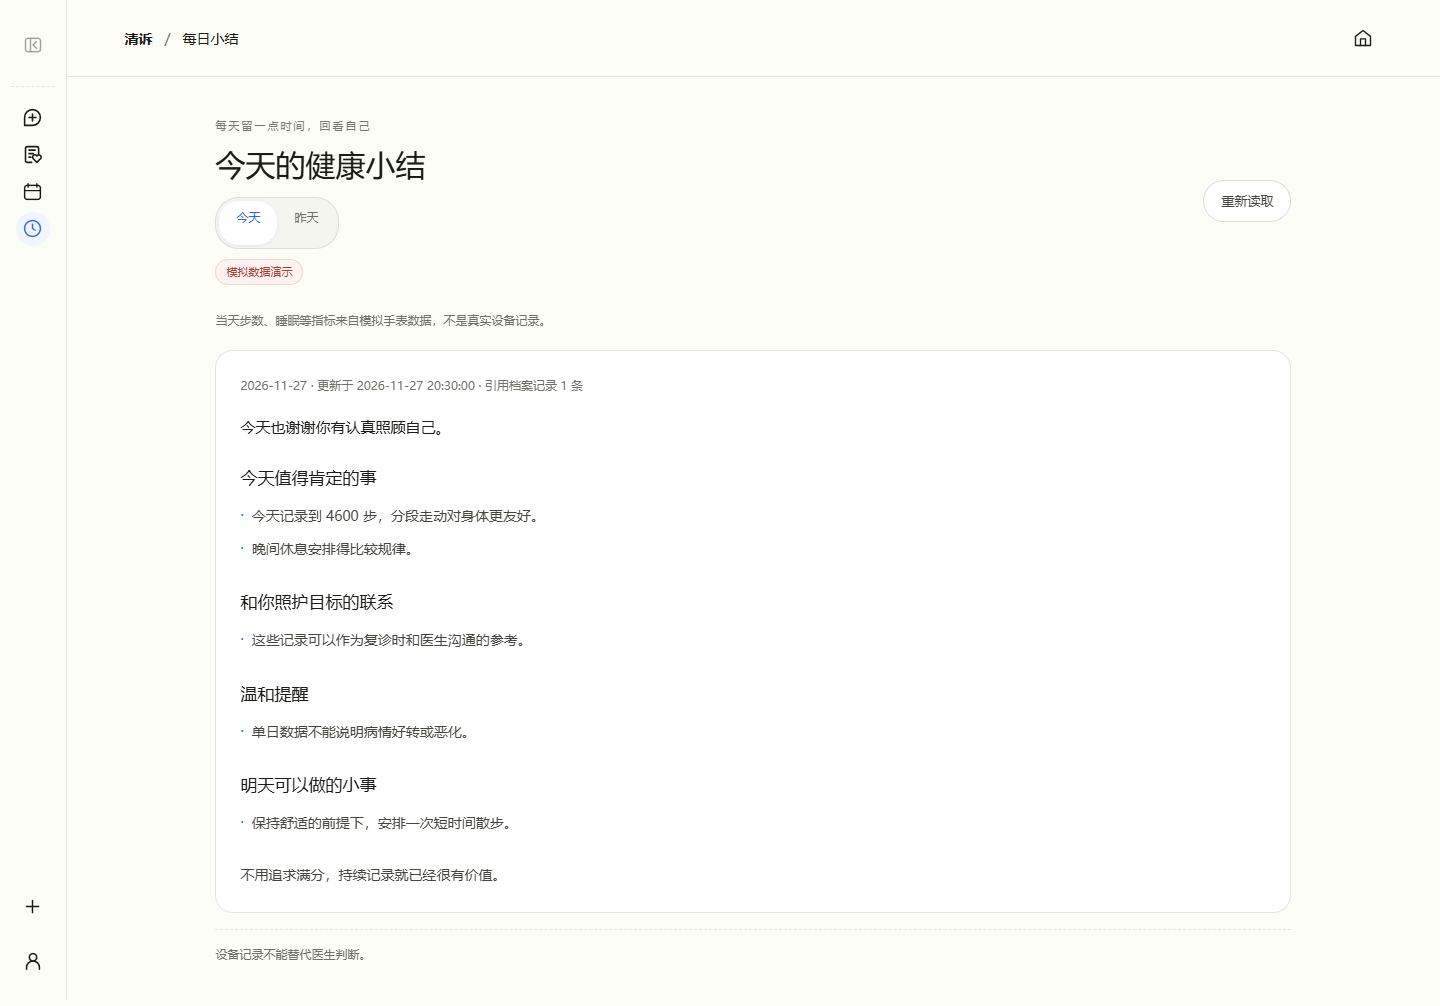 清诉 / 每日小结
每天留一点时间，回看自己
今天的健康小结
今天 昨天
重新读取
模拟数据演示
当天步数、睡眠等指标来自模拟手表数据，不是真实设备记录。
2026-11-27 · 更新于 2026-11-27 20:30:00 · 引用档案记录 1 条
今天也谢谢你有认真照顾自己。
今天值得肯定的事
· 今天记录到 4600 步，分段走动对身体更友好。
· 晚间休息安排得比较规律。
和你照护目标的联系
· 这些记录可以作为复诊时和医生沟通的参考。
温和提醒
· 单日数据不能说明病情好转或恶化。
明天可以做的小事
· 保持舒适的前提下，安排一次短时间散步。
不用追求满分，持续记录就已经很有价值。
设备记录不能替代医生判断。